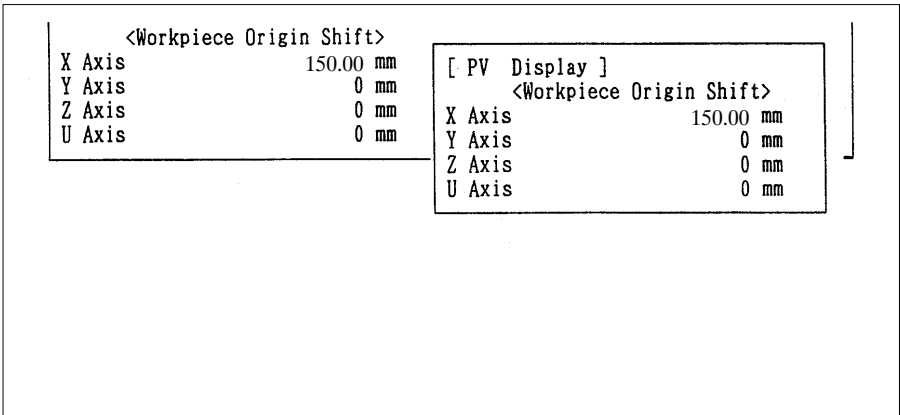 <Workpiece Origin Shift>
X Axis 150.00 mm
Y Axis 0 mm
Z Axis 0 mm
U Axis 0 mm
[ PV Display ]
<Workpiece Origin Shift>
X Axis 150.00 mm
Y Axis 0 mm
Z Axis 0 mm
U Axis 0 mm